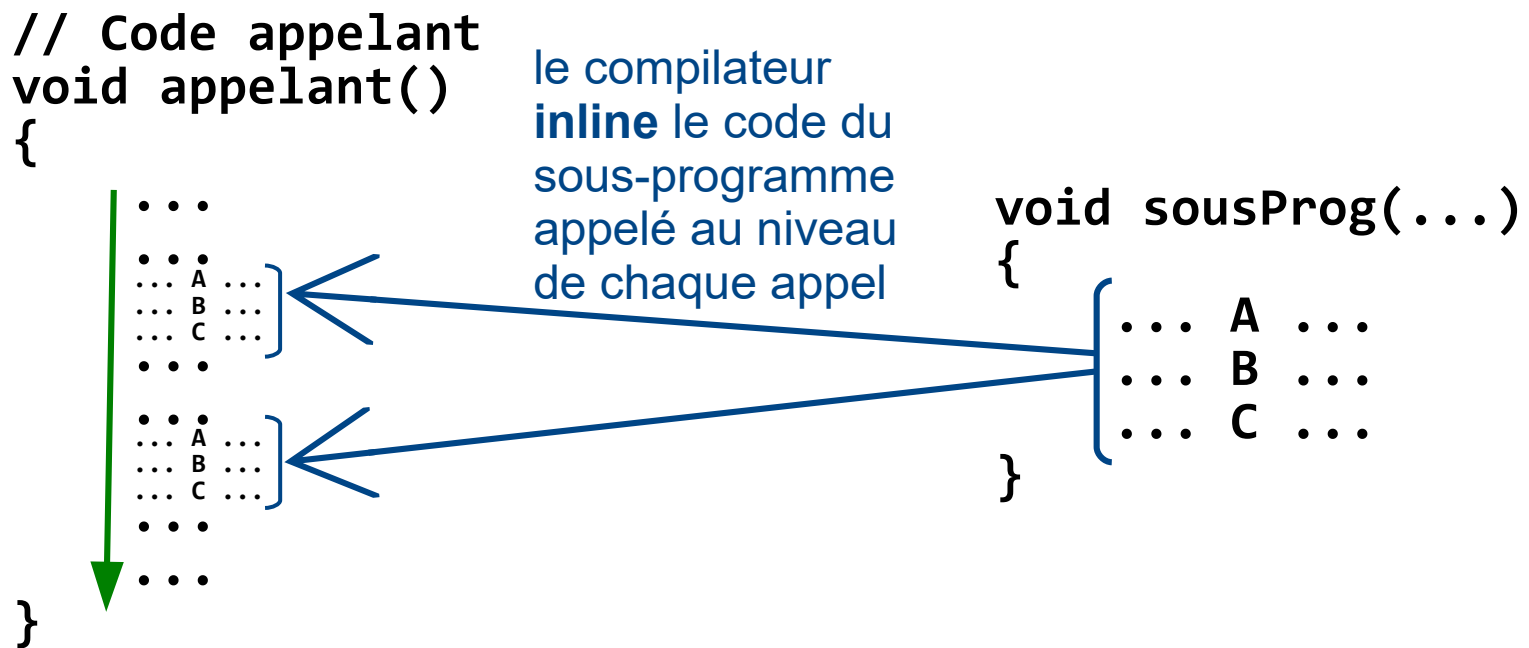 // Code appelant
void appelant()
{
...
...
... A ...
... B ...
... C ...
...
...
... A ...
... B ...
... C ...
...
...
}
le compilateur
inline le code du
sous-programme
appelé au niveau
de chaque appel
void sousProg(...)
{
... A ...
... B ...
... C ...
}